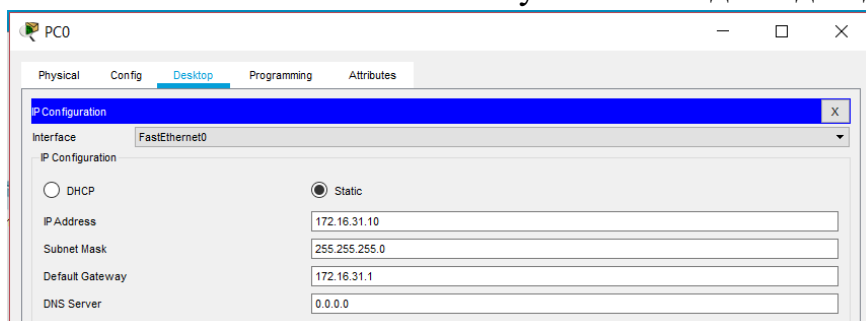 PC0
Physical Config Desktop Programming Attributes
IP Configuration X
Interface FastEthernet0
IP Configuration
DHCP Static
IP Address 172.16.31.10
Subnet Mask 255.255.255.0
Default Gateway 172.16.31.1
DNS Server 0.0.0.0